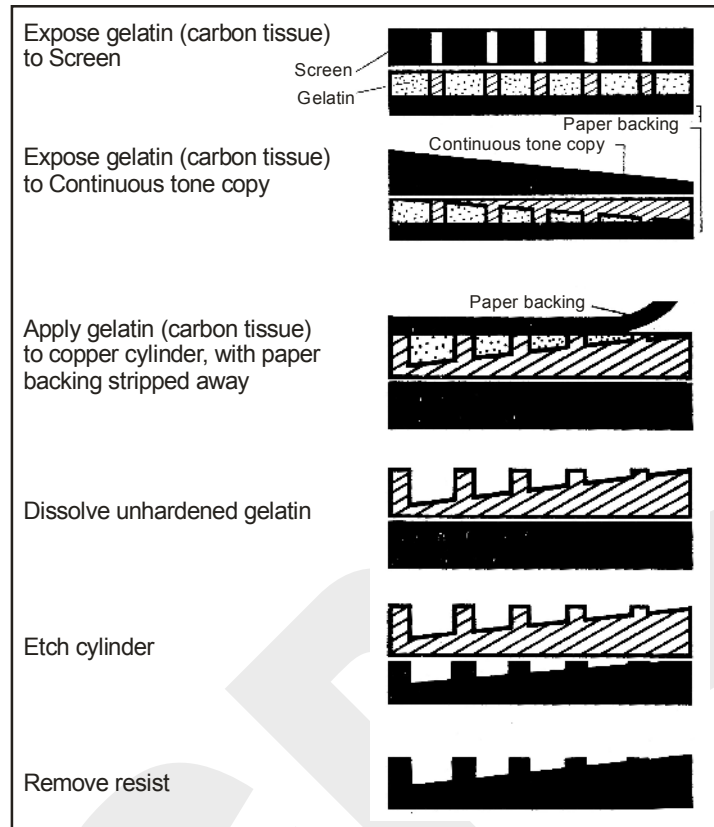 Expose gelatin (carbon tissue)
to Screen
Screen
Gelatin
Paper backing
Expose gelatin (carbon tissue)
to Continuous tone copy
Continuous tone copy
Paper backing
Apply gelatin (carbon tissue)
to copper cylinder, with paper
backing stripped away
Dissolve unhardened gelatin
Etch cylinder
Remove resist